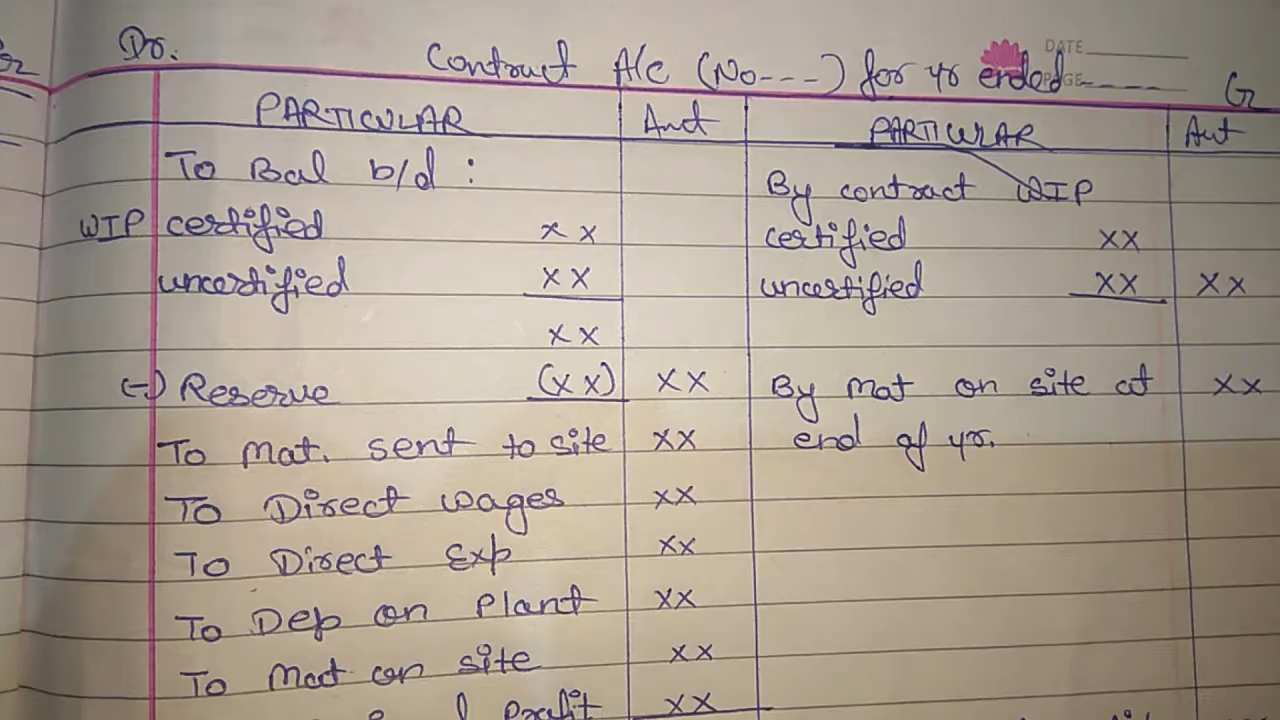 Dr.
Contract A/c (No---) for yr ended-----
DATE
PAGE
Cr
PARTICULAR Amt PARTICULAR Amt
To Bal b/d :
By contract WIP
WIP certified xx
certified xx
uncertified xx
uncertified xx xx
xx
(-) Reserve (xx) xx
By Mat on site at xx
end of yr.
To Mat. sent to site xx
To Direct wages xx
To Direct Exp xx
To Dep on Plant xx
To Mat on site xx
Profit xx